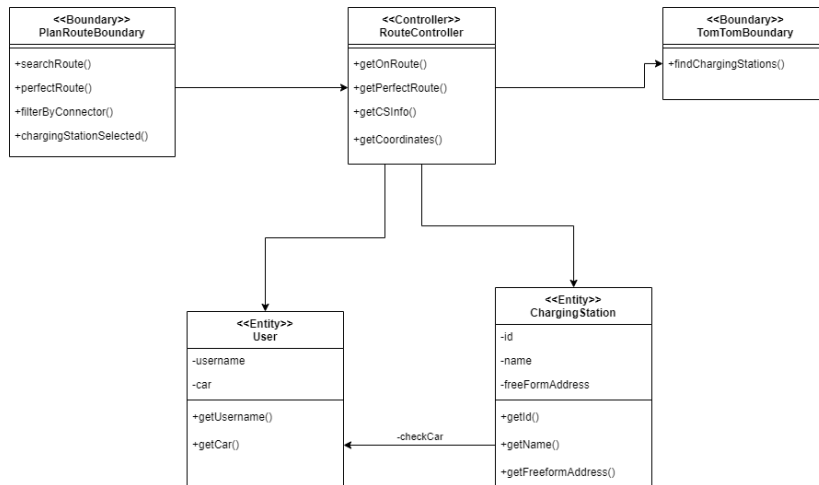 <<Boundary>>
PlanRouteBoundary
+searchRoute()
+perfectRoute()
+filterByConnector()
+chargingStationSelected()
<<Controller>>
RouteController
+getOnRoute()
+getPerfectRoute()
+getCSInfo()
+getCoordinates()
<<Boundary>>
TomTomBoundary
+findChargingStations()
<<Entity>>
User
-username
-car
+getUsername()
+getCar()
-checkCar
<<Entity>>
ChargingStation
-id
-name
-freeFormAddress
+getId()
+getName()
+getFreeformAddress()